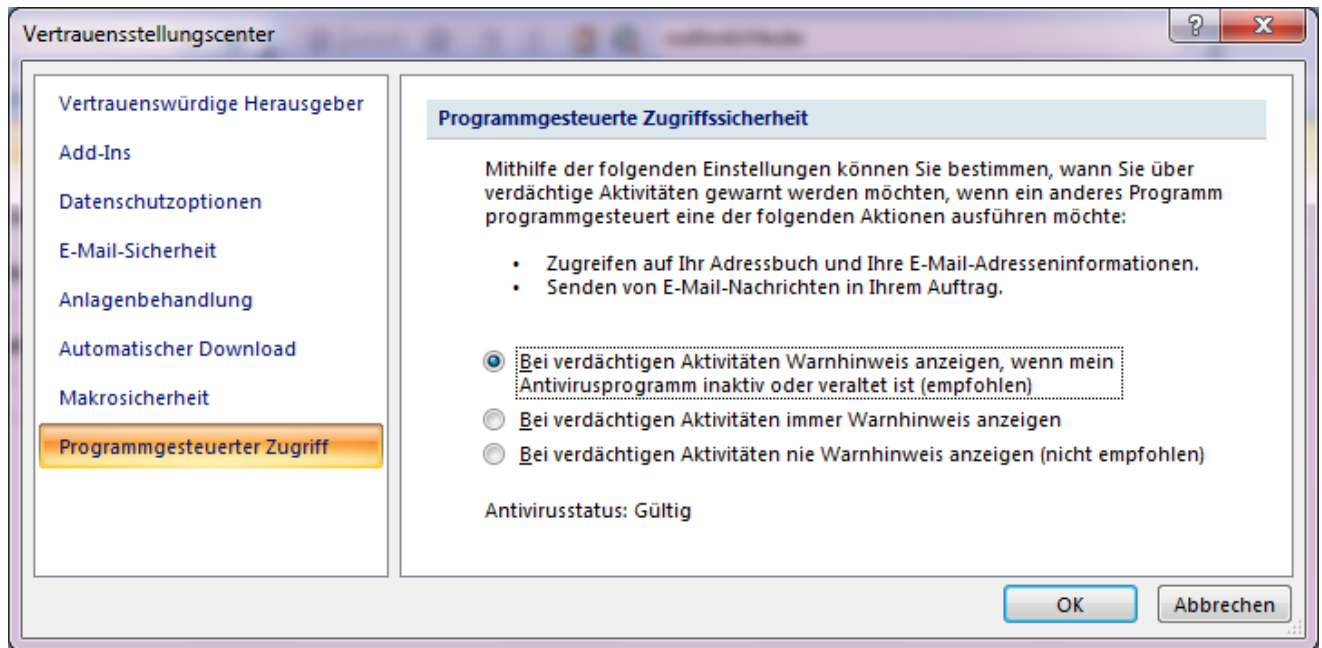 Vertrauensstellungscenter
Vertrauenswürdige Herausgeber
Add-Ins
Datenschutzoptionen
E-Mail-Sicherheit
Anlagenbehandlung
Automatischer Download
Makrosicherheit
Programmgesteuerter Zugriff
Programmgesteuerte Zugriffssicherheit
Mithilfe der folgenden Einstellungen können Sie bestimmen, wann Sie über
verdächtige Aktivitäten gewarnt werden möchten, wenn ein anderes Programm
programmgesteuert eine der folgenden Aktionen ausführen möchte:
• Zugreifen auf Ihr Adressbuch und Ihre E-Mail-Adresseninformationen.
• Senden von E-Mail-Nachrichten in Ihrem Auftrag.
Bei verdächtigen Aktivitäten Warnhinweis anzeigen, wenn mein
Antivirusprogramm inaktiv oder veraltet ist (empfohlen)
Bei verdächtigen Aktivitäten immer Warnhinweis anzeigen
Bei verdächtigen Aktivitäten nie Warnhinweis anzeigen (nicht empfohlen)
Antivirusstatus: Gültig
OK
Abbrechen